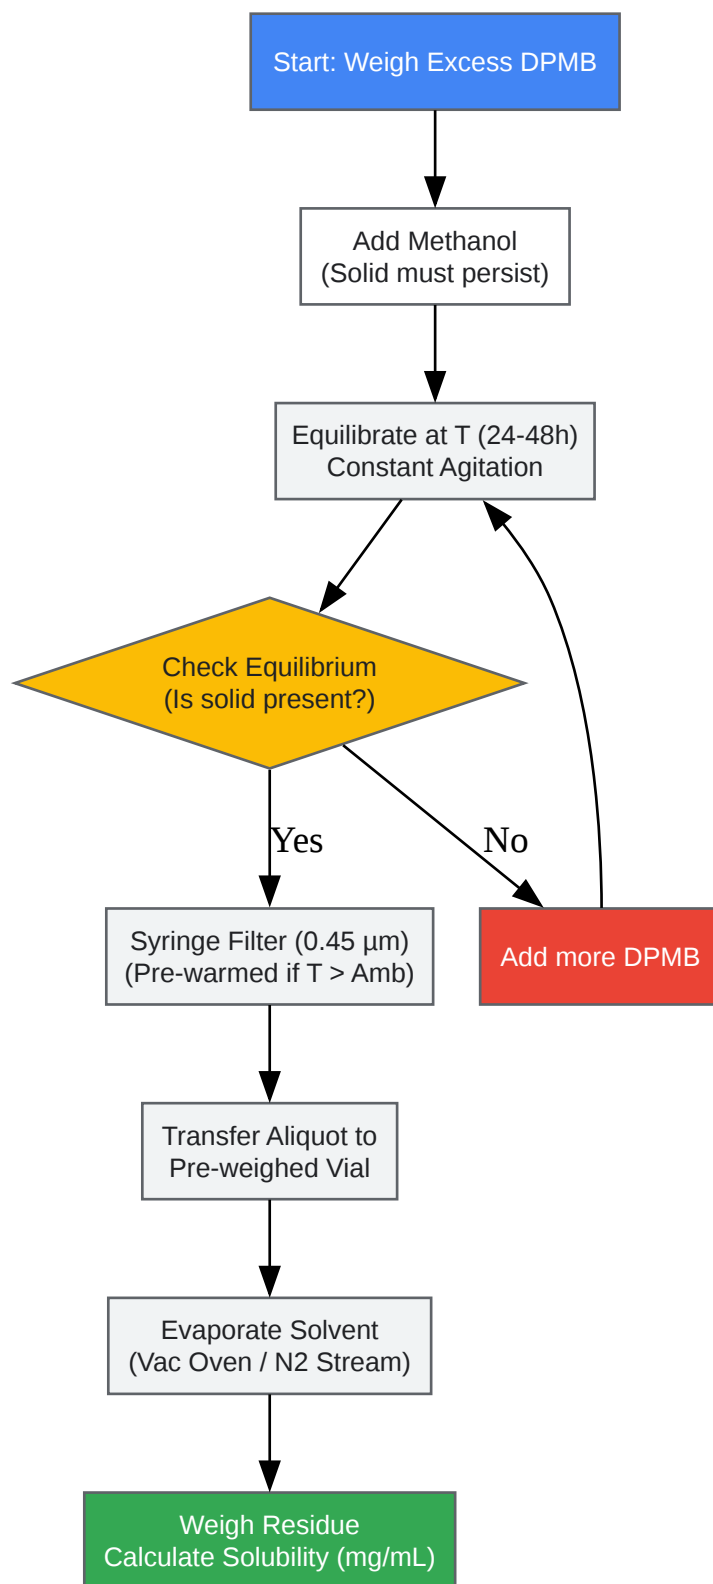 Start: Weigh Excess DPMB
Add Methanol
(Solid must persist)
Equilibrate at T (24-48h)
Constant Agitation
Check Equilibrium
(Is solid present?)
Yes
No
Syringe Filter (0.45 µm)
(Pre-warmed if T > Amb)
Add more DPMB
Transfer Aliquot to
Pre-weighed Vial
Evaporate Solvent
(Vac Oven / N2 Stream)
Weigh Residue
Calculate Solubility (mg/mL)